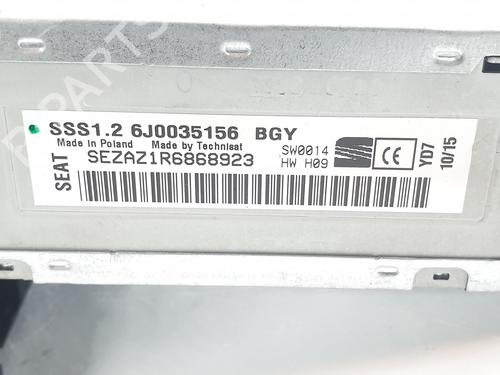 SSS1.2 6J0035156 BGY
Made in Poland Made by Technisat
SEZAZ1R6868923
SW0014
HW H09
SEAT
CE
YD7
10/15